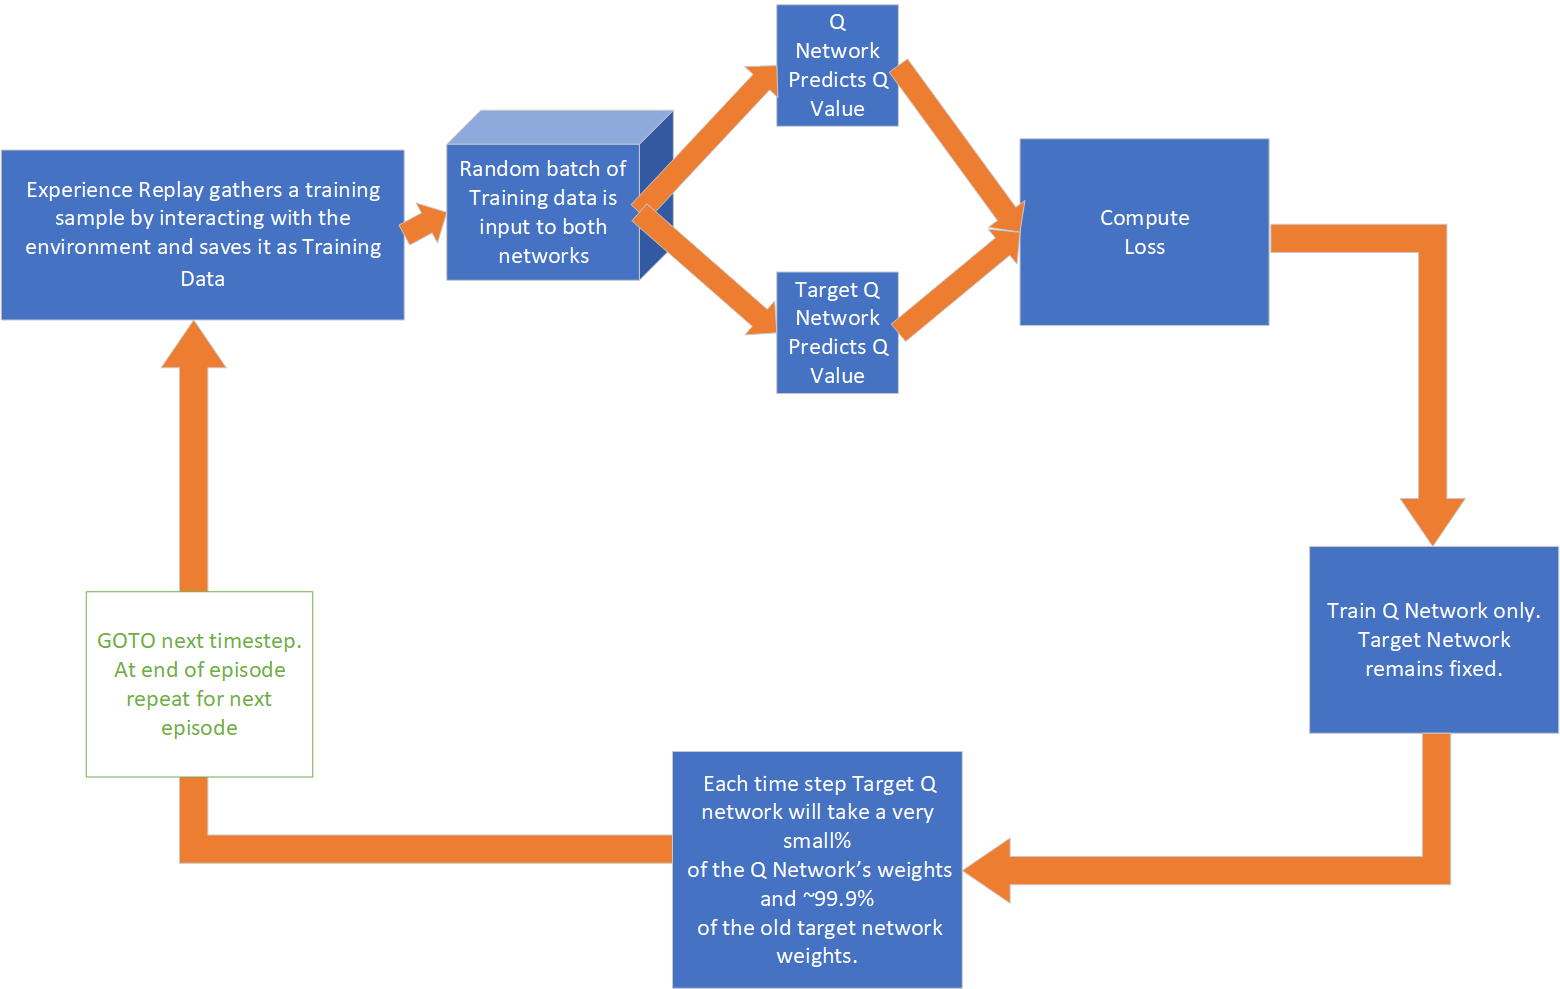 Experience Replay gathers a training
sample by interacting with the
environment and saves it as Training
Data
Random batch of
Training data is
input to both
networks
Q
Network
Predicts Q
Value
Target Q
Network
Predicts Q
Value
Compute
Loss
Train Q Network only.
Target Network
remains fixed.
Each time step Target Q
network will take a very
small%
of the Q Network’s weights
and ~99.9%
of the old target network
weights.
GOTO next timestep.
At end of episode
repeat for next
episode